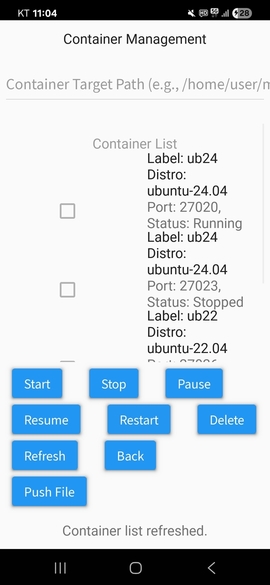 KT 11:04
28
Container Management
Container Target Path (e.g., /home/user/m
Container List
Label: ub24
Distro:
ubuntu-24.04
Port: 27020,
Status: Running
Label: ub24
Distro:
ubuntu-24.04
Port: 27023,
Status: Stopped
Label: ub22
Distro:
ubuntu-22.04
Start Stop Pause
Resume Restart Delete
Refresh Back
Push File
Container list refreshed.